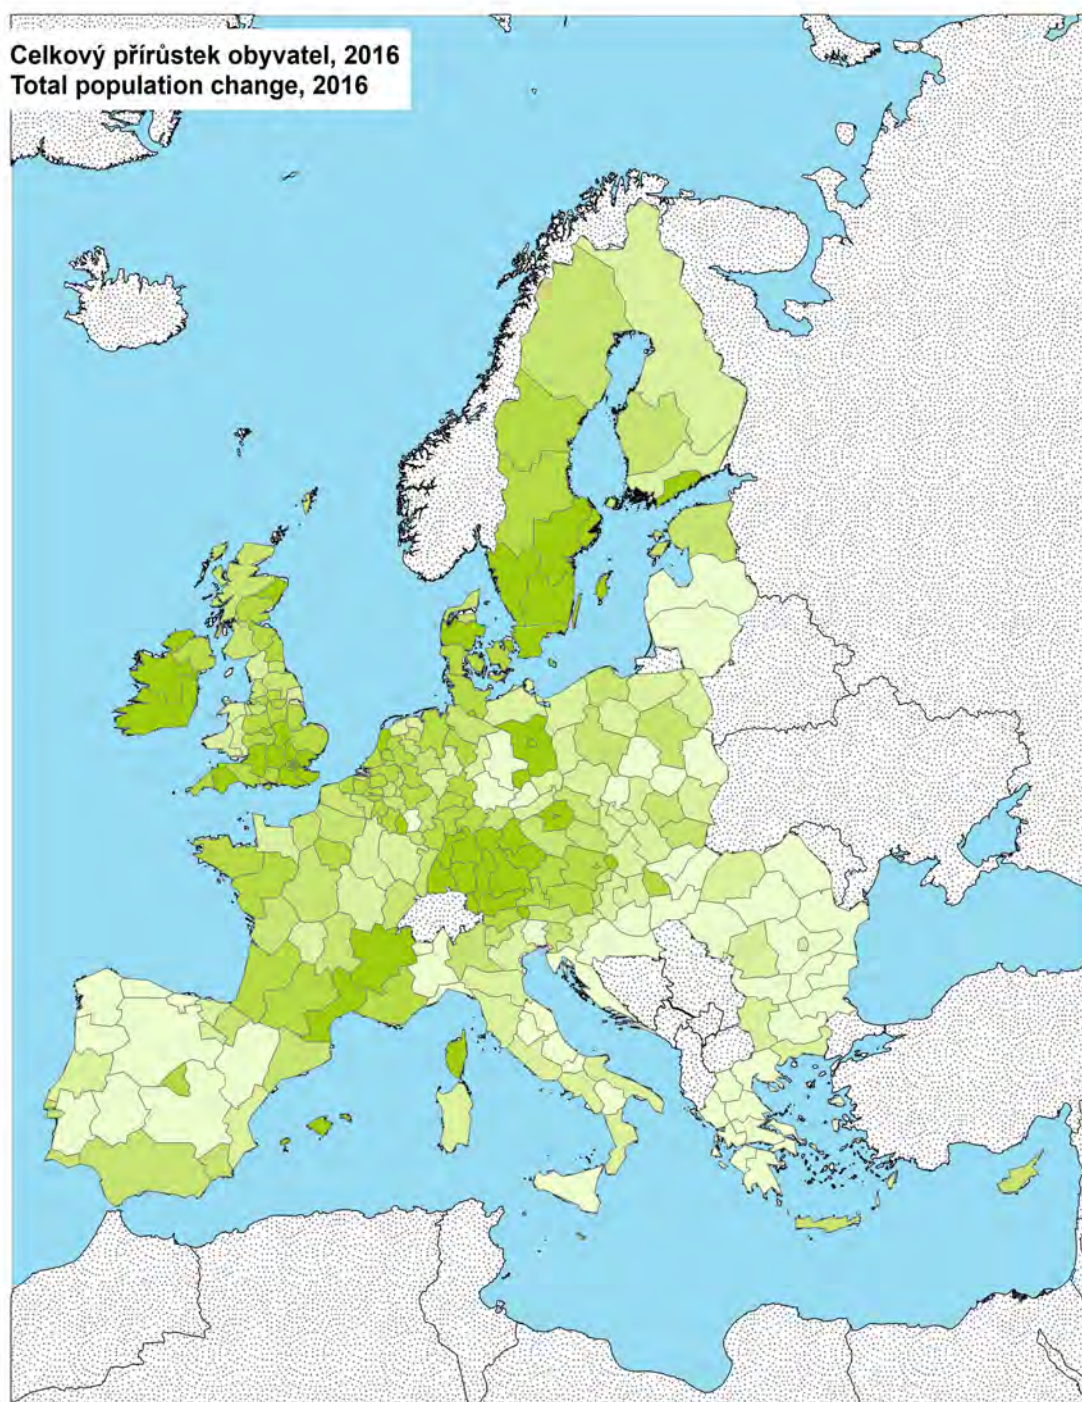 Celkový přírůstek obyvatel, 2016
Total population change, 2016